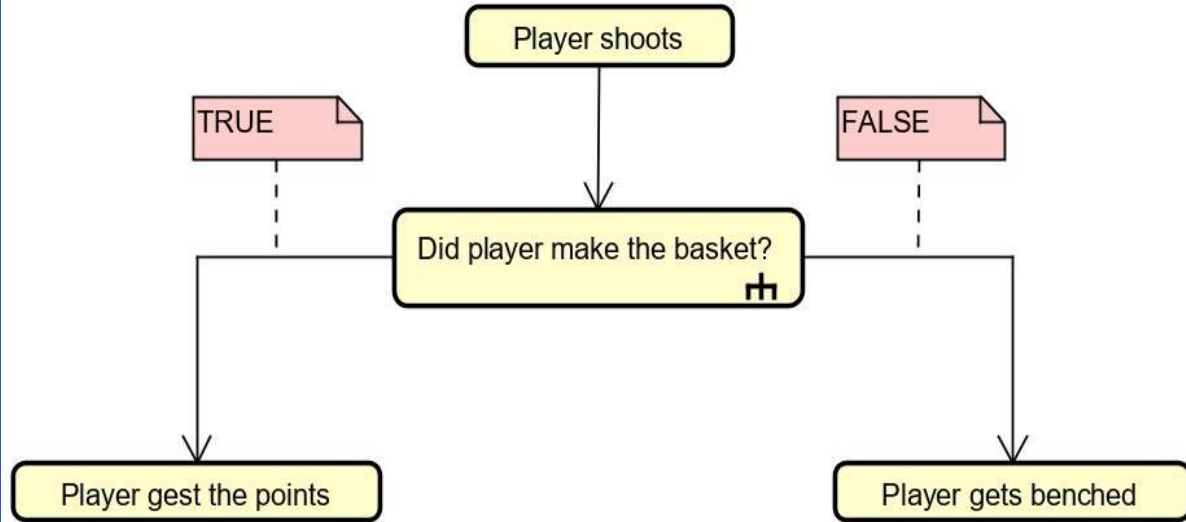 Player shoots
TRUE
FALSE
Did player make the basket?
Player gest the points
Player gets benched